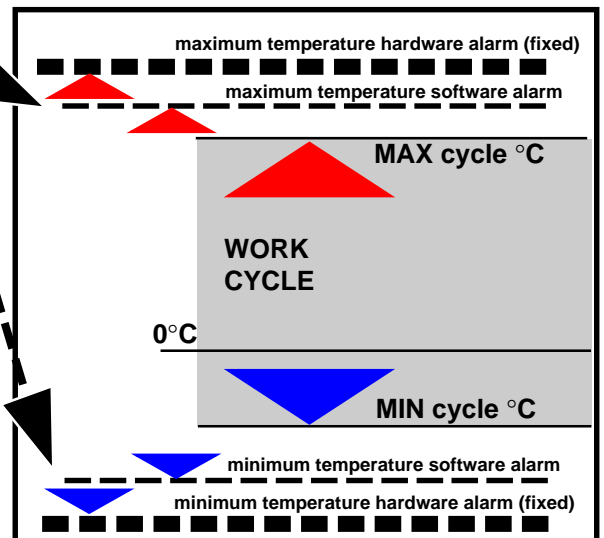 maximum temperature hardware alarm (fixed)
maximum temperature software alarm
MAX cycle °C
WORK
CYCLE
0°C
MIN cycle °C
minimum temperature software alarm
minimum temperature hardware alarm (fixed)